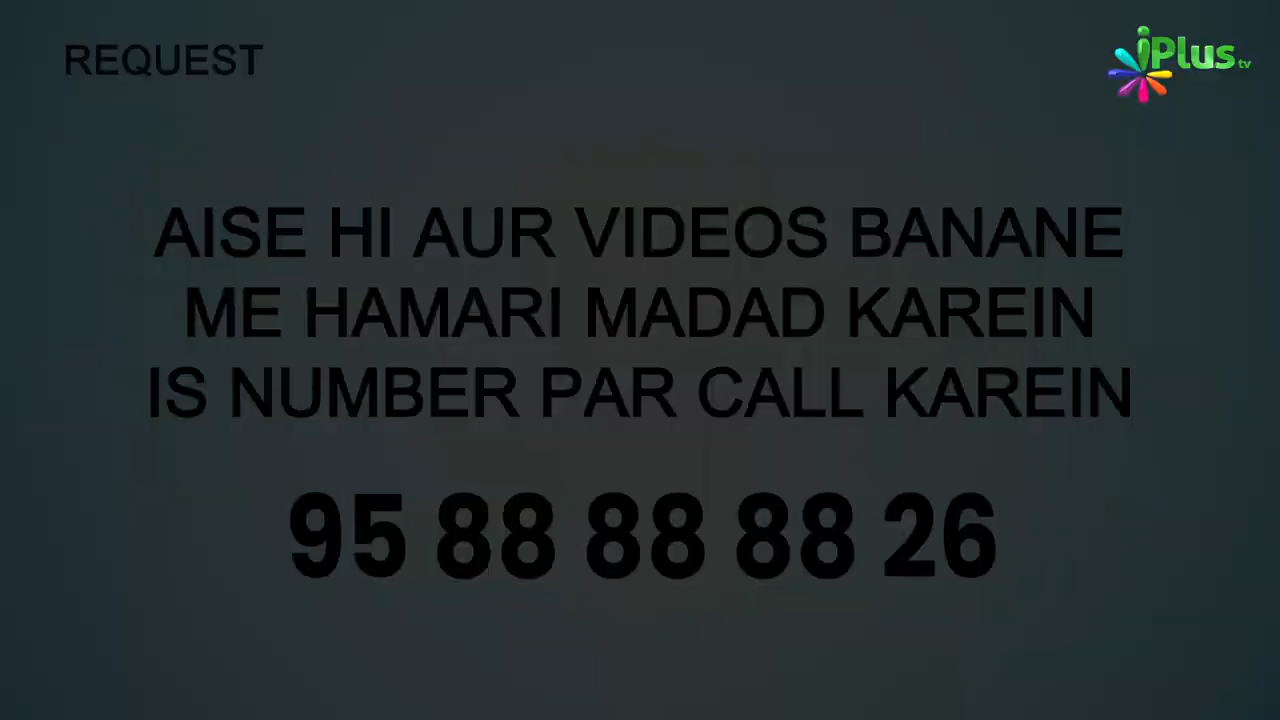 REQUEST
iPlus tv
AISE HI AUR VIDEOS BANANE
ME HAMARI MADAD KAREIN
IS NUMBER PAR CALL KAREIN
95 88 88 88 26